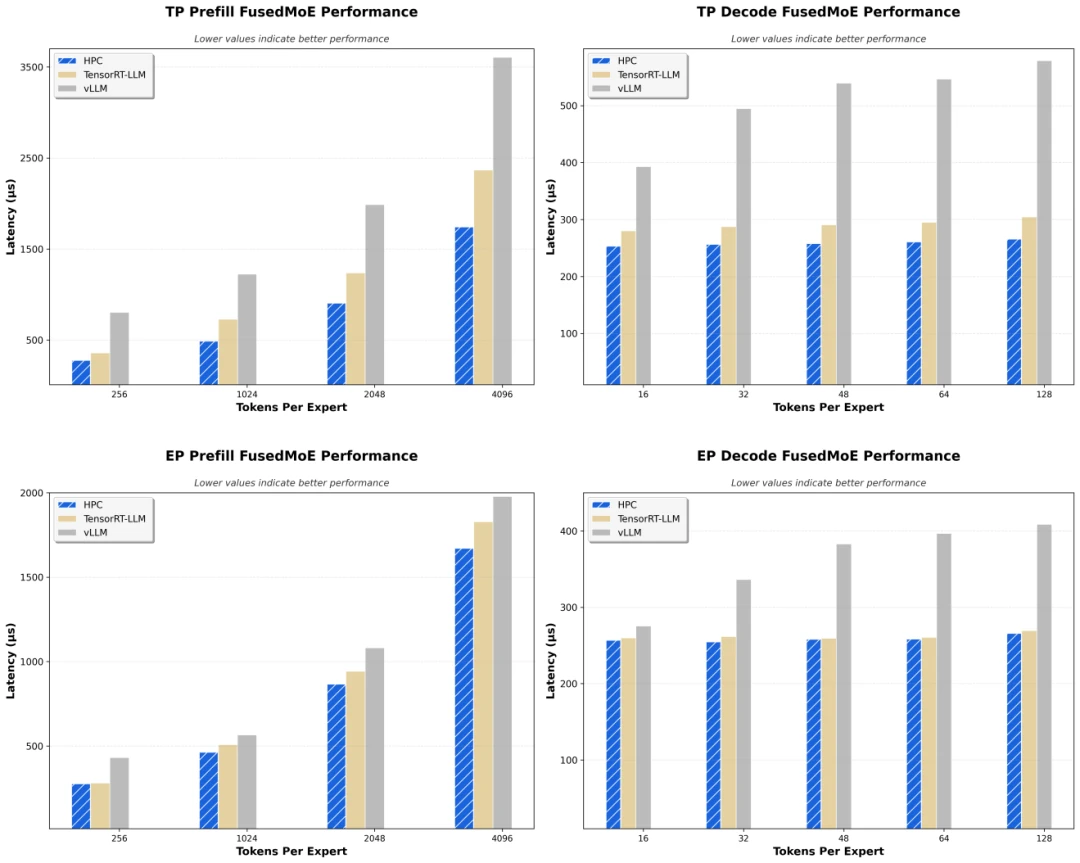 TP Prefill FusedMoE Performance
Lower values indicate better performance
HPC
TensorRT-LLM
vLLM
3500
2500
1500
500
Latency (μs)
256
1024
2048
4096
Tokens Per Expert
TP Decode FusedMoE Performance
Lower values indicate better performance
HPC
TensorRT-LLM
vLLM
500
400
300
200
100
Latency (μs)
16
32
48
64
128
Tokens Per Expert
EP Prefill FusedMoE Performance
Lower values indicate better performance
HPC
TensorRT-LLM
vLLM
2000
1500
1000
500
Latency (μs)
256
1024
2048
4096
Tokens Per Expert
EP Decode FusedMoE Performance
Lower values indicate better performance
HPC
TensorRT-LLM
vLLM
400
300
200
100
Latency (μs)
16
32
48
64
128
Tokens Per Expert